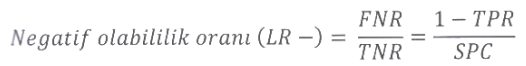 Negatif olabililik oranı (LR −) = FNR / TNR = 1 − TPR / SPC